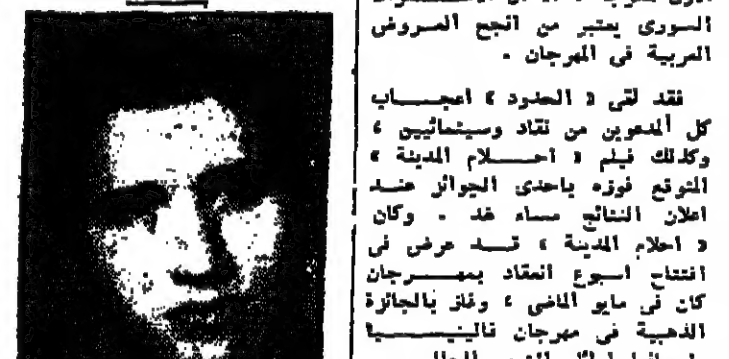 السورى يعتبر من انجح العروض
العربية فى المهرجان .
فقد لقى « الحدود » اعجاب
كل المدعوين من نقاد وسينمائيين ،
وكذلك فيلم « احلام المدينة »
المتوقع فوزه باحدى الجوائز عند
اعلان النتائج مساء غد . وكان
« احلام المدينة » قد عرض فى
افتتاح اسبوع النقاد بمهرجان
كان فى مايو الماضى ، وفاز بالجائزة
الذهبية فى مهرجان فالينيسيا